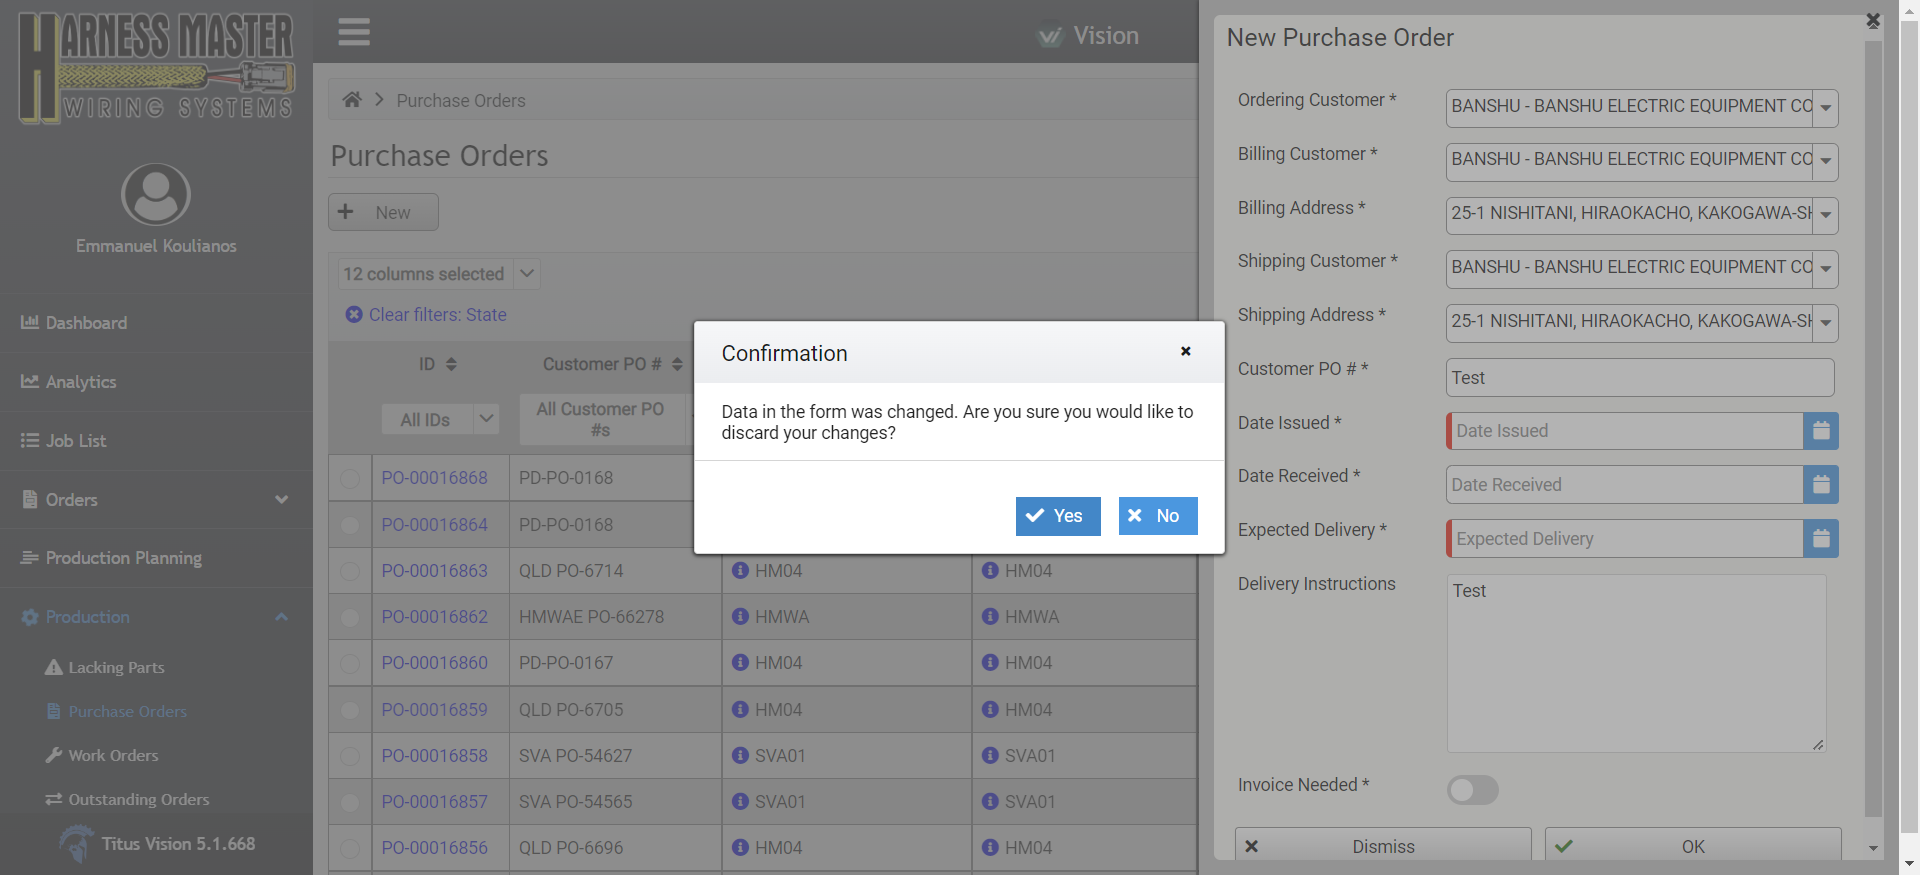 HARNESS MASTER
WIRING SYSTEMS
Emmanuel Koulianos
Dashboard
Analytics
Job List
Orders
Production Planning
Production
Lacking Parts
Purchase Orders
Work Orders
Outstanding Orders
Titus Vision 5.1.668
Vision
Purchase Orders
Purchase Orders
New
12 columns selected
Clear filters: State
ID
Customer PO #
All IDs
All Customer PO
#s
PO-00016868 PD-PO-0168
PO-00016864 PD-PO-0168
PO-00016863 QLD PO-6714 HM04 HM04
PO-00016862 HMWAE PO-66278 HMWA HMWA
PO-00016860 PD-PO-0167 HM04 HM04
PO-00016859 QLD PO-6705 HM04 HM04
PO-00016858 SVA PO-54627 SVA01 SVA01
PO-00016857 SVA PO-54565 SVA01 SVA01
PO-00016856 QLD PO-6696 HM04 HM04
Confirmation
Data in the form was changed. Are you sure you would like to
discard your changes?
Yes
No
New Purchase Order
Ordering Customer * BANSHU - BANSHU ELECTRIC EQUIPMENT CO
Billing Customer * BANSHU - BANSHU ELECTRIC EQUIPMENT CO
Billing Address * 25-1 NISHITANI, HIRAOKACHO, KAKOGAWA-SH
Shipping Customer * BANSHU - BANSHU ELECTRIC EQUIPMENT CO
Shipping Address * 25-1 NISHITANI, HIRAOKACHO, KAKOGAWA-SH
Customer PO # * Test
Date Issued * Date Issued
Date Received * Date Received
Expected Delivery * Expected Delivery
Delivery Instructions Test
Invoice Needed *
Dismiss
OK